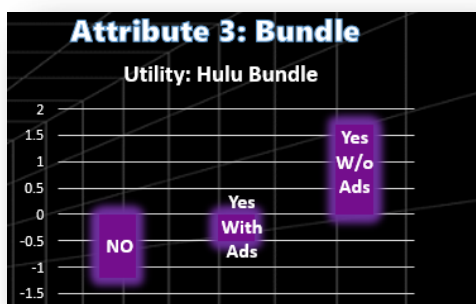 Attribute 3: Bundle
Utility: Hulu Bundle
2
1.5
1
0.5
0
-0.5
-1
-1.5
NO
Yes
With
Ads
Yes
W/o
Ads